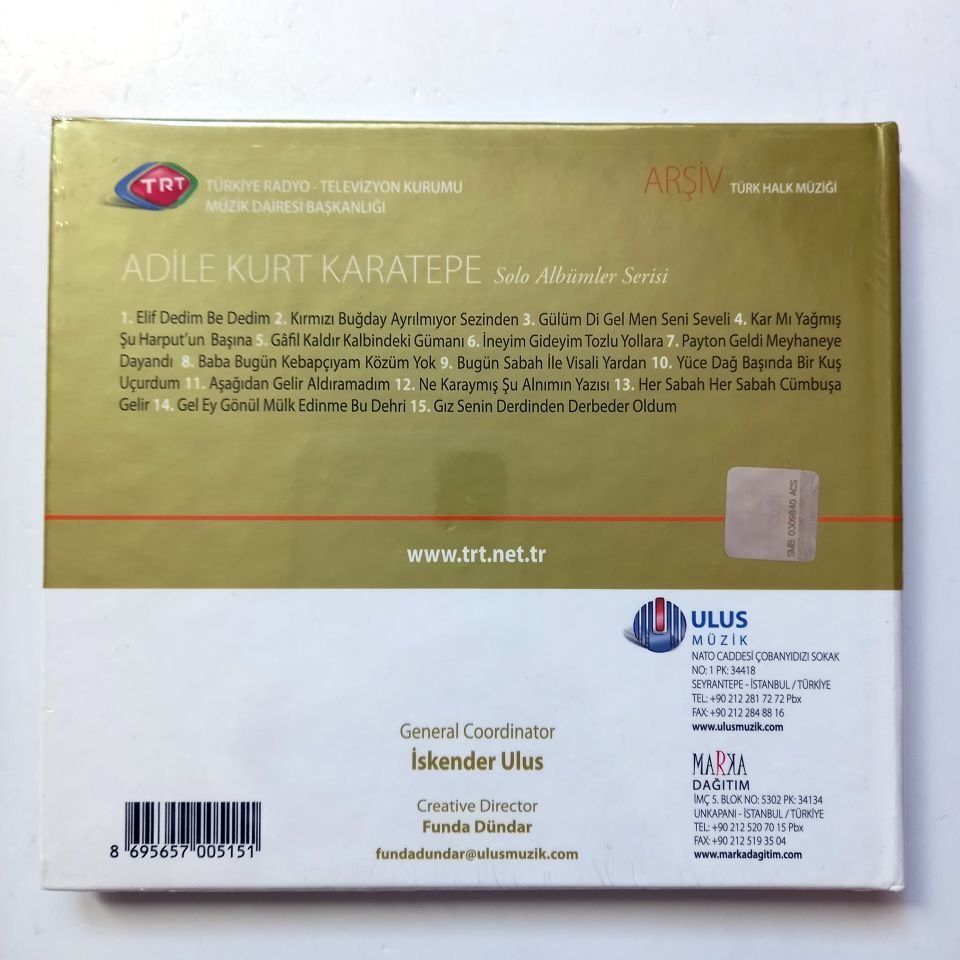 TRT
TÜRKİYE RADYO - TELEVİZYON KURUMU
MÜZİK DAİRESİ BAŞKANLIĞI
ARŞİV TÜRK HALK MÜZİĞİ
ADİLE KURT KARATEPE Solo Albümler Serisi
1. Elif Dedim Be Dedim 2. Kırmızı Buğday Ayrılmıyor Sezinden 3. Gülüm Di Gel Men Seni Seveli 4. Kar Mı Yağmış
Şu Harput'un Başına 5. Gâfil Kaldır Kalbindeki Gümanı 6. İneyim Gideyim Tozlu Yollara 7. Payton Geldi Meyhaneye
Dayandı 8. Baba Bugün Kebapçıyam Közüm Yok 9. Bugün Sabah İle Visali Yardan 10. Yüce Dağ Başında Bir Kuş
Uçurdum 11. Aşağıdan Gelir Aldıramadım 12. Ne Karaymış Şu Alnımın Yazısı 13. Her Sabah Her Sabah Cümbuşa
Gelir 14. Gel Ey Gönül Mülk Edinme Bu Dehri 15. Gız Senin Derdinden Derbeder Oldum
SMB 0309840 ACS
www.trt.net.tr
ULUS
MÜZİK
NATO CADDESİ ÇOBANYIDIZI SOKAK
NO: 1 PK: 34418
SEYRANTEPE - İSTANBUL / TÜRKİYE
TEL: +90 212 281 72 72 Pbx
FAX: +90 212 284 88 16
www.ulusmuzik.com
General Coordinator
İskender Ulus
Creative Director
Funda Dündar
fundadundar@ulusmuzik.com
MARKA
DAĞITIM
İMÇ 5. BLOK NO: 5302 PK: 34134
UNKAPANI - İSTANBUL / TÜRKİYE
TEL: +90 212 520 70 15 Pbx
FAX: +90 212 519 35 04
www.markadagitim.com
8 695657 005151